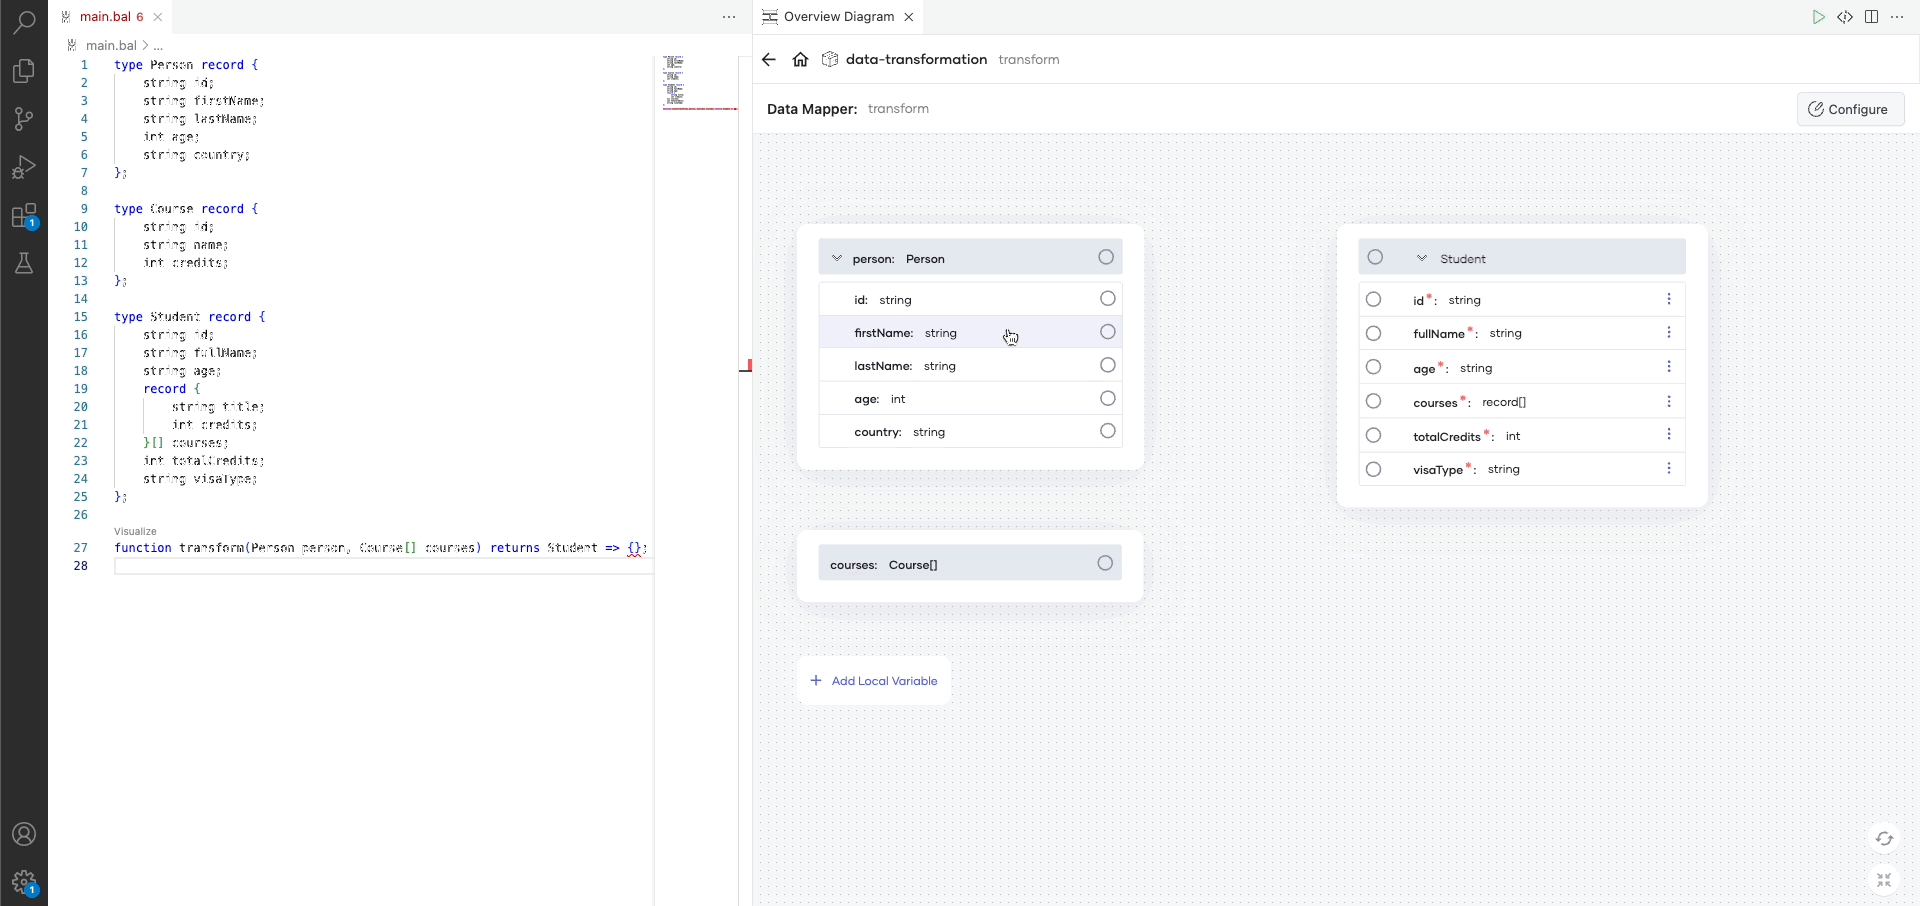 main.bal 6
main.bal > ...
1 type Person record {
2 string id;
3 string firstName;
4 string lastName;
5 int age;
6 string country;
7 };
8
9 type Course record {
10 string id;
11 string name;
12 int credits;
13 };
14
15 type Student record {
16 string id;
17 string fullName;
18 string age;
19 record {
20 string title;
21 int credits;
22 }[] courses;
23 int totalCredits;
24 string visaType;
25 };
26
Visualize
27 function transform(Person person, Course[] courses) returns Student => {};
28
1
1
Overview Diagram
data-transformation transform
Data Mapper: transform
Configure
person: Person
id: string
firstName: string
lastName: string
age: int
country: string
courses: Course[]
+ Add Local Variable
Student
id*: string
fullName*: string
age*: string
courses*: record[]
totalCredits*: int
visaType*: string